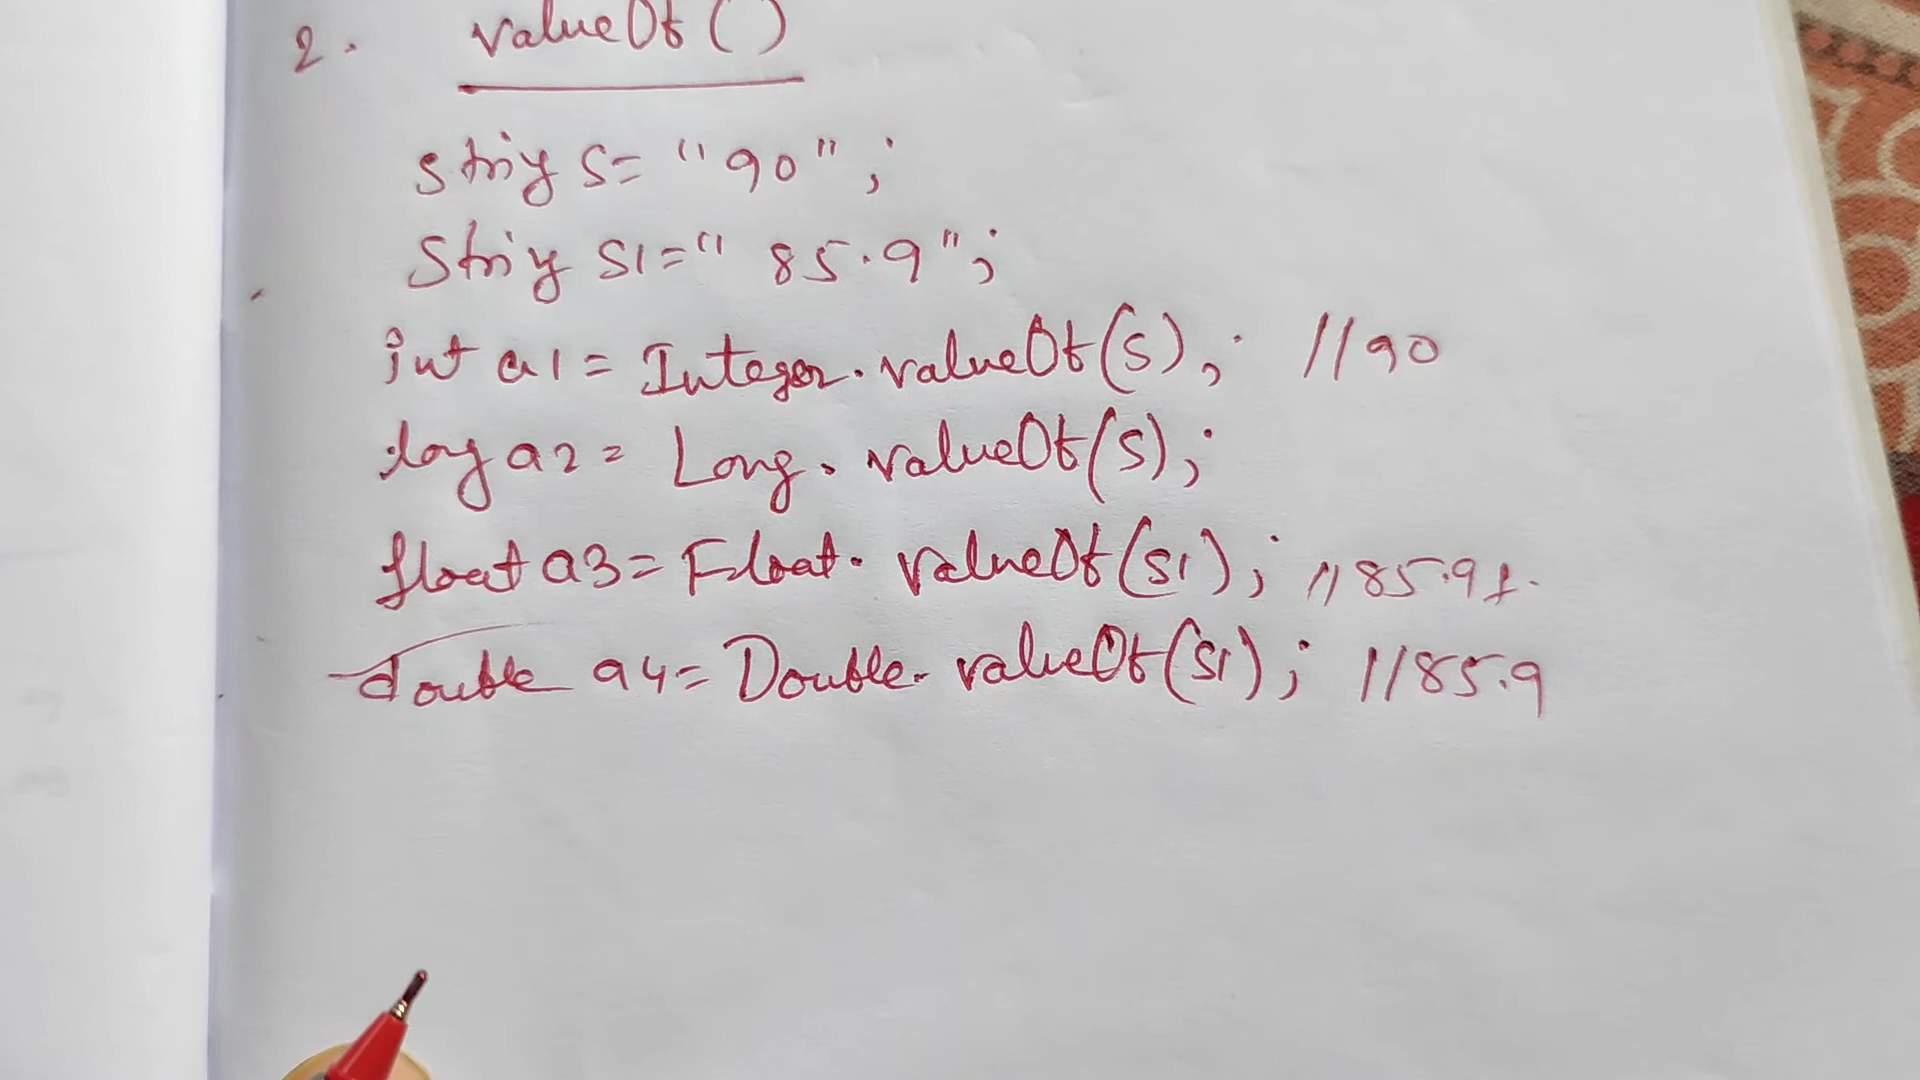 2. valueOf()
String S= "90";
String S1="85.9";
int a1= Integer.valueOf(S); //90
long a2= Long.valueOf(S);
float a3= Float.valueOf(S1); //85.9f.
double a4= Double.valueOf(S1); //85.9